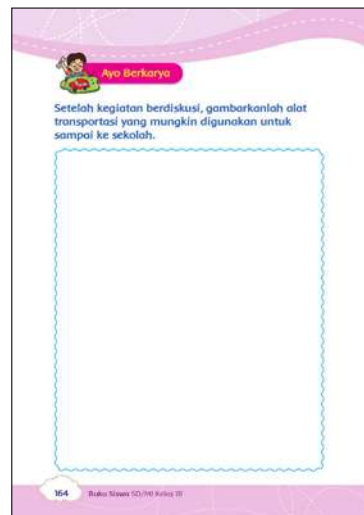 Ayo Berkarya
Setelah kegiatan berdiskusi, gambarkanlah alat
transportasi yang mungkin digunakan untuk
sampai ke sekolah.
164 Buku Siswa SD/MI Kelas III